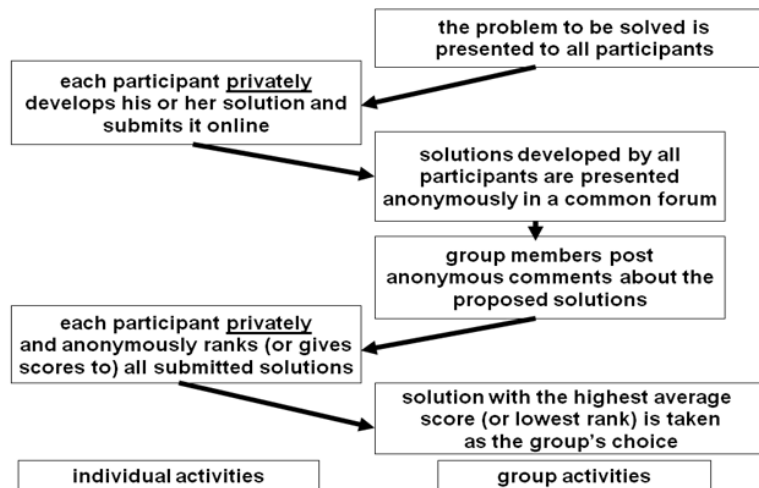 the problem to be solved is
presented to all participants
each participant privately
develops his or her solution and
submits it online
solutions developed by all
participants are presented
anonymously in a common forum
group members post
anonymous comments about the
proposed solutions
each participant privately
and anonymously ranks (or gives
scores to) all submitted solutions
solution with the highest average
score (or lowest rank) is taken
as the group's choice
individual activities
group activities